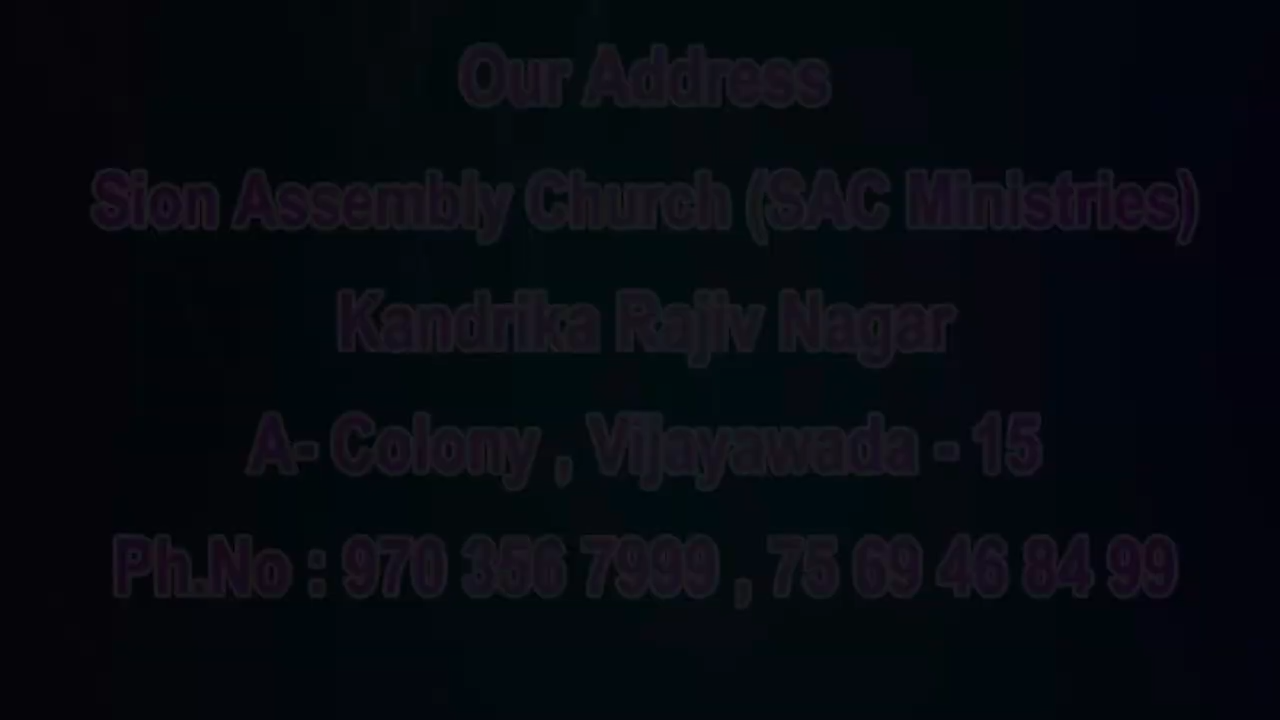 Our Address
Sion Assembly Church (SAC Ministries)
Kandrika Rajiv Nagar
A- Colony , Vijayawada - 15
Ph.No : 970 356 7999 , 75 69 46 84 99